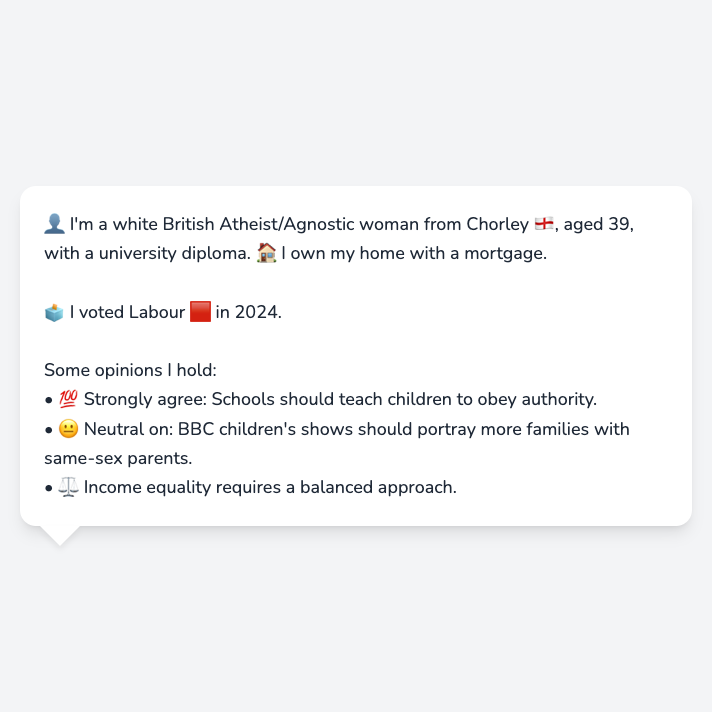 👤 I'm a white British Atheist/Agnostic woman from Chorley 🏴󠁧󠁢󠁥󠁮󠁧󠁿, aged 39,
with a university diploma. 🏠 I own my home with a mortgage.
🗳️ I voted Labour 🟥 in 2024.
Some opinions I hold:
• 💯 Strongly agree: Schools should teach children to obey authority.
• 😐 Neutral on: BBC children's shows should portray more families with
same-sex parents.
• ⚖️ Income equality requires a balanced approach.